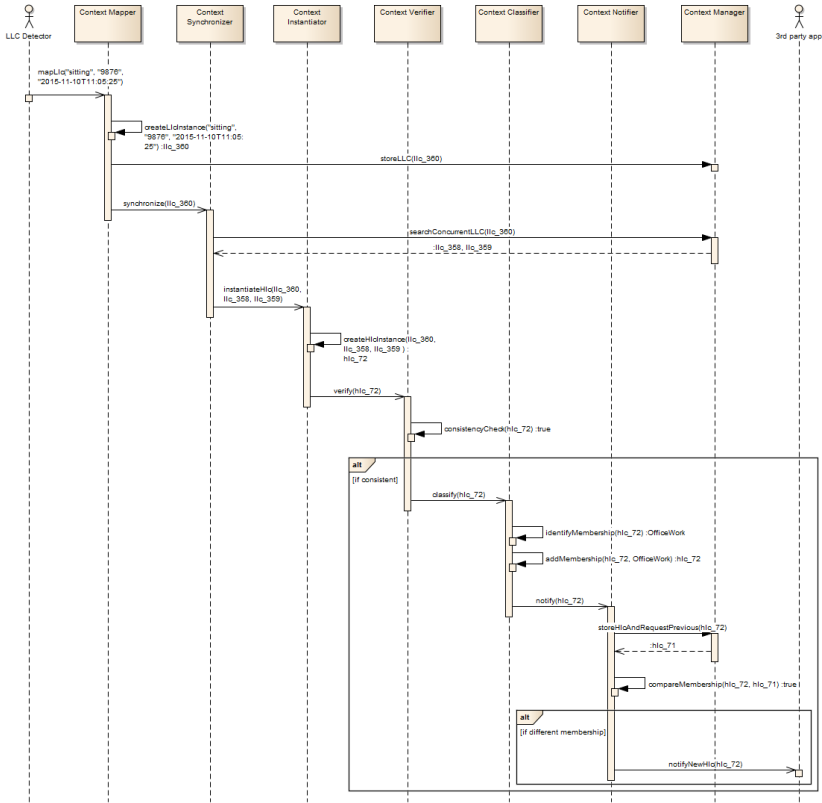 LLC Detector
Context Mapper
Context
Synchronizer
Context
Instantiator
Context Verifier
Context Classifier
Context Notifier
Context Manager
3rd party app
mapLlc("sitting", "9876",
"2015-11-10T11:05:25")
createLlcInstance("sitting",
"9876", "2015-11-10T11:05:
25") :llc_360
storeLLC(llc_360)
synchronize(llc_360)
searchConcurrentLLC(llc_360)
:llc_358, llc_359
instantiateHlc(llc_360,
llc_358, llc_359)
createHlcInstance(llc_360,
llc_358, llc_359 ) :
hlc_72
verify(hlc_72)
consistencyCheck(hlc_72) :true
alt
[if consistent]
classify(hlc_72)
identifyMembership(hlc_72) :OfficeWork
addMembership(hlc_72, OfficeWork) :hlc_72
notify(hlc_72)
storeHlcAndRequestPrevious(hlc_72)
:hlc_71
compareMembership(hlc_72, hlc_71) :true
alt
[if different membership]
notifyNewHlc(hlc_72)